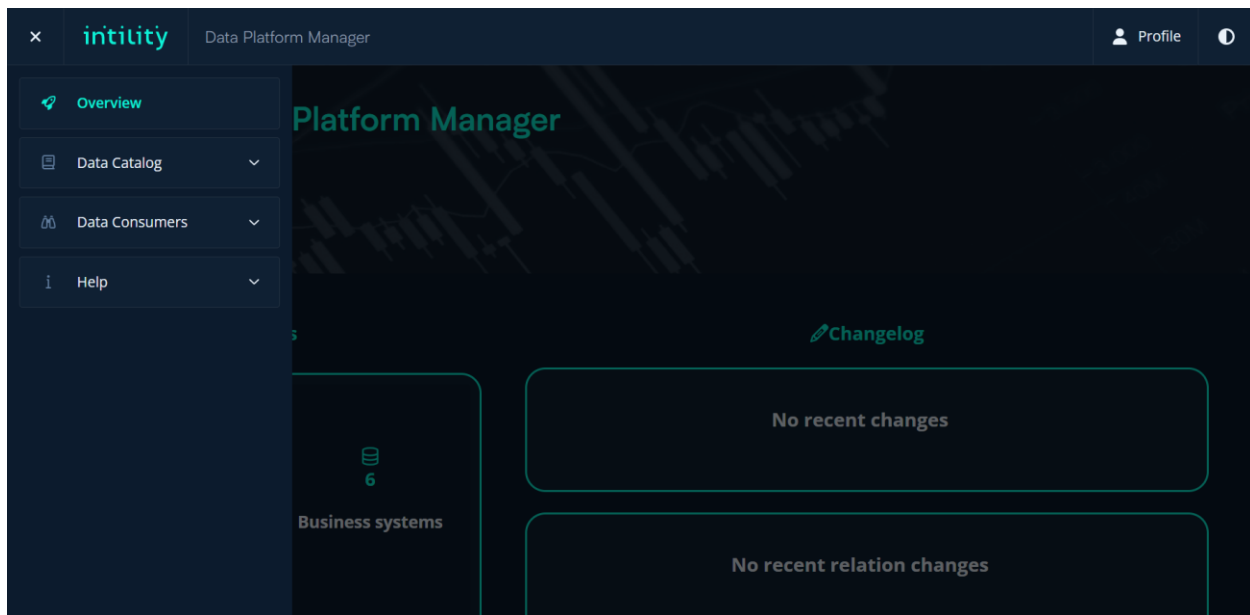 intility
Data Platform Manager
Profile
Overview
Data Catalog
Data Consumers
Help
Platform Manager
s
Changelog
No recent changes
6
Business systems
No recent relation changes